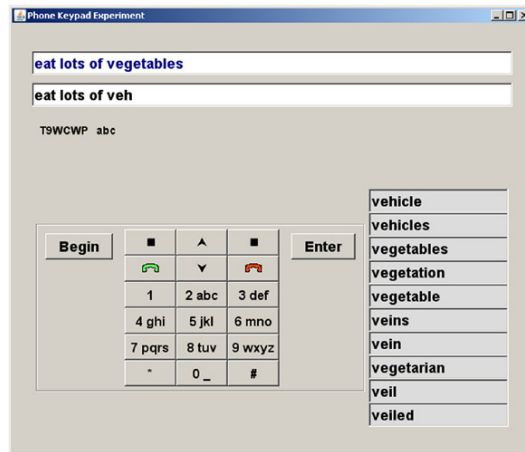 Phone Keypad Experiment
eat lots of vegetables
eat lots of veh
T9WCWP abc
Begin
Enter
1 2 abc 3 def
4 ghi 5 jkl 6 mno
7 pqrs 8 tuv 9 wxyz
* 0 _ #
vehicle
vehicles
vegetables
vegetation
vegetable
veins
vein
vegetarian
veil
veiled